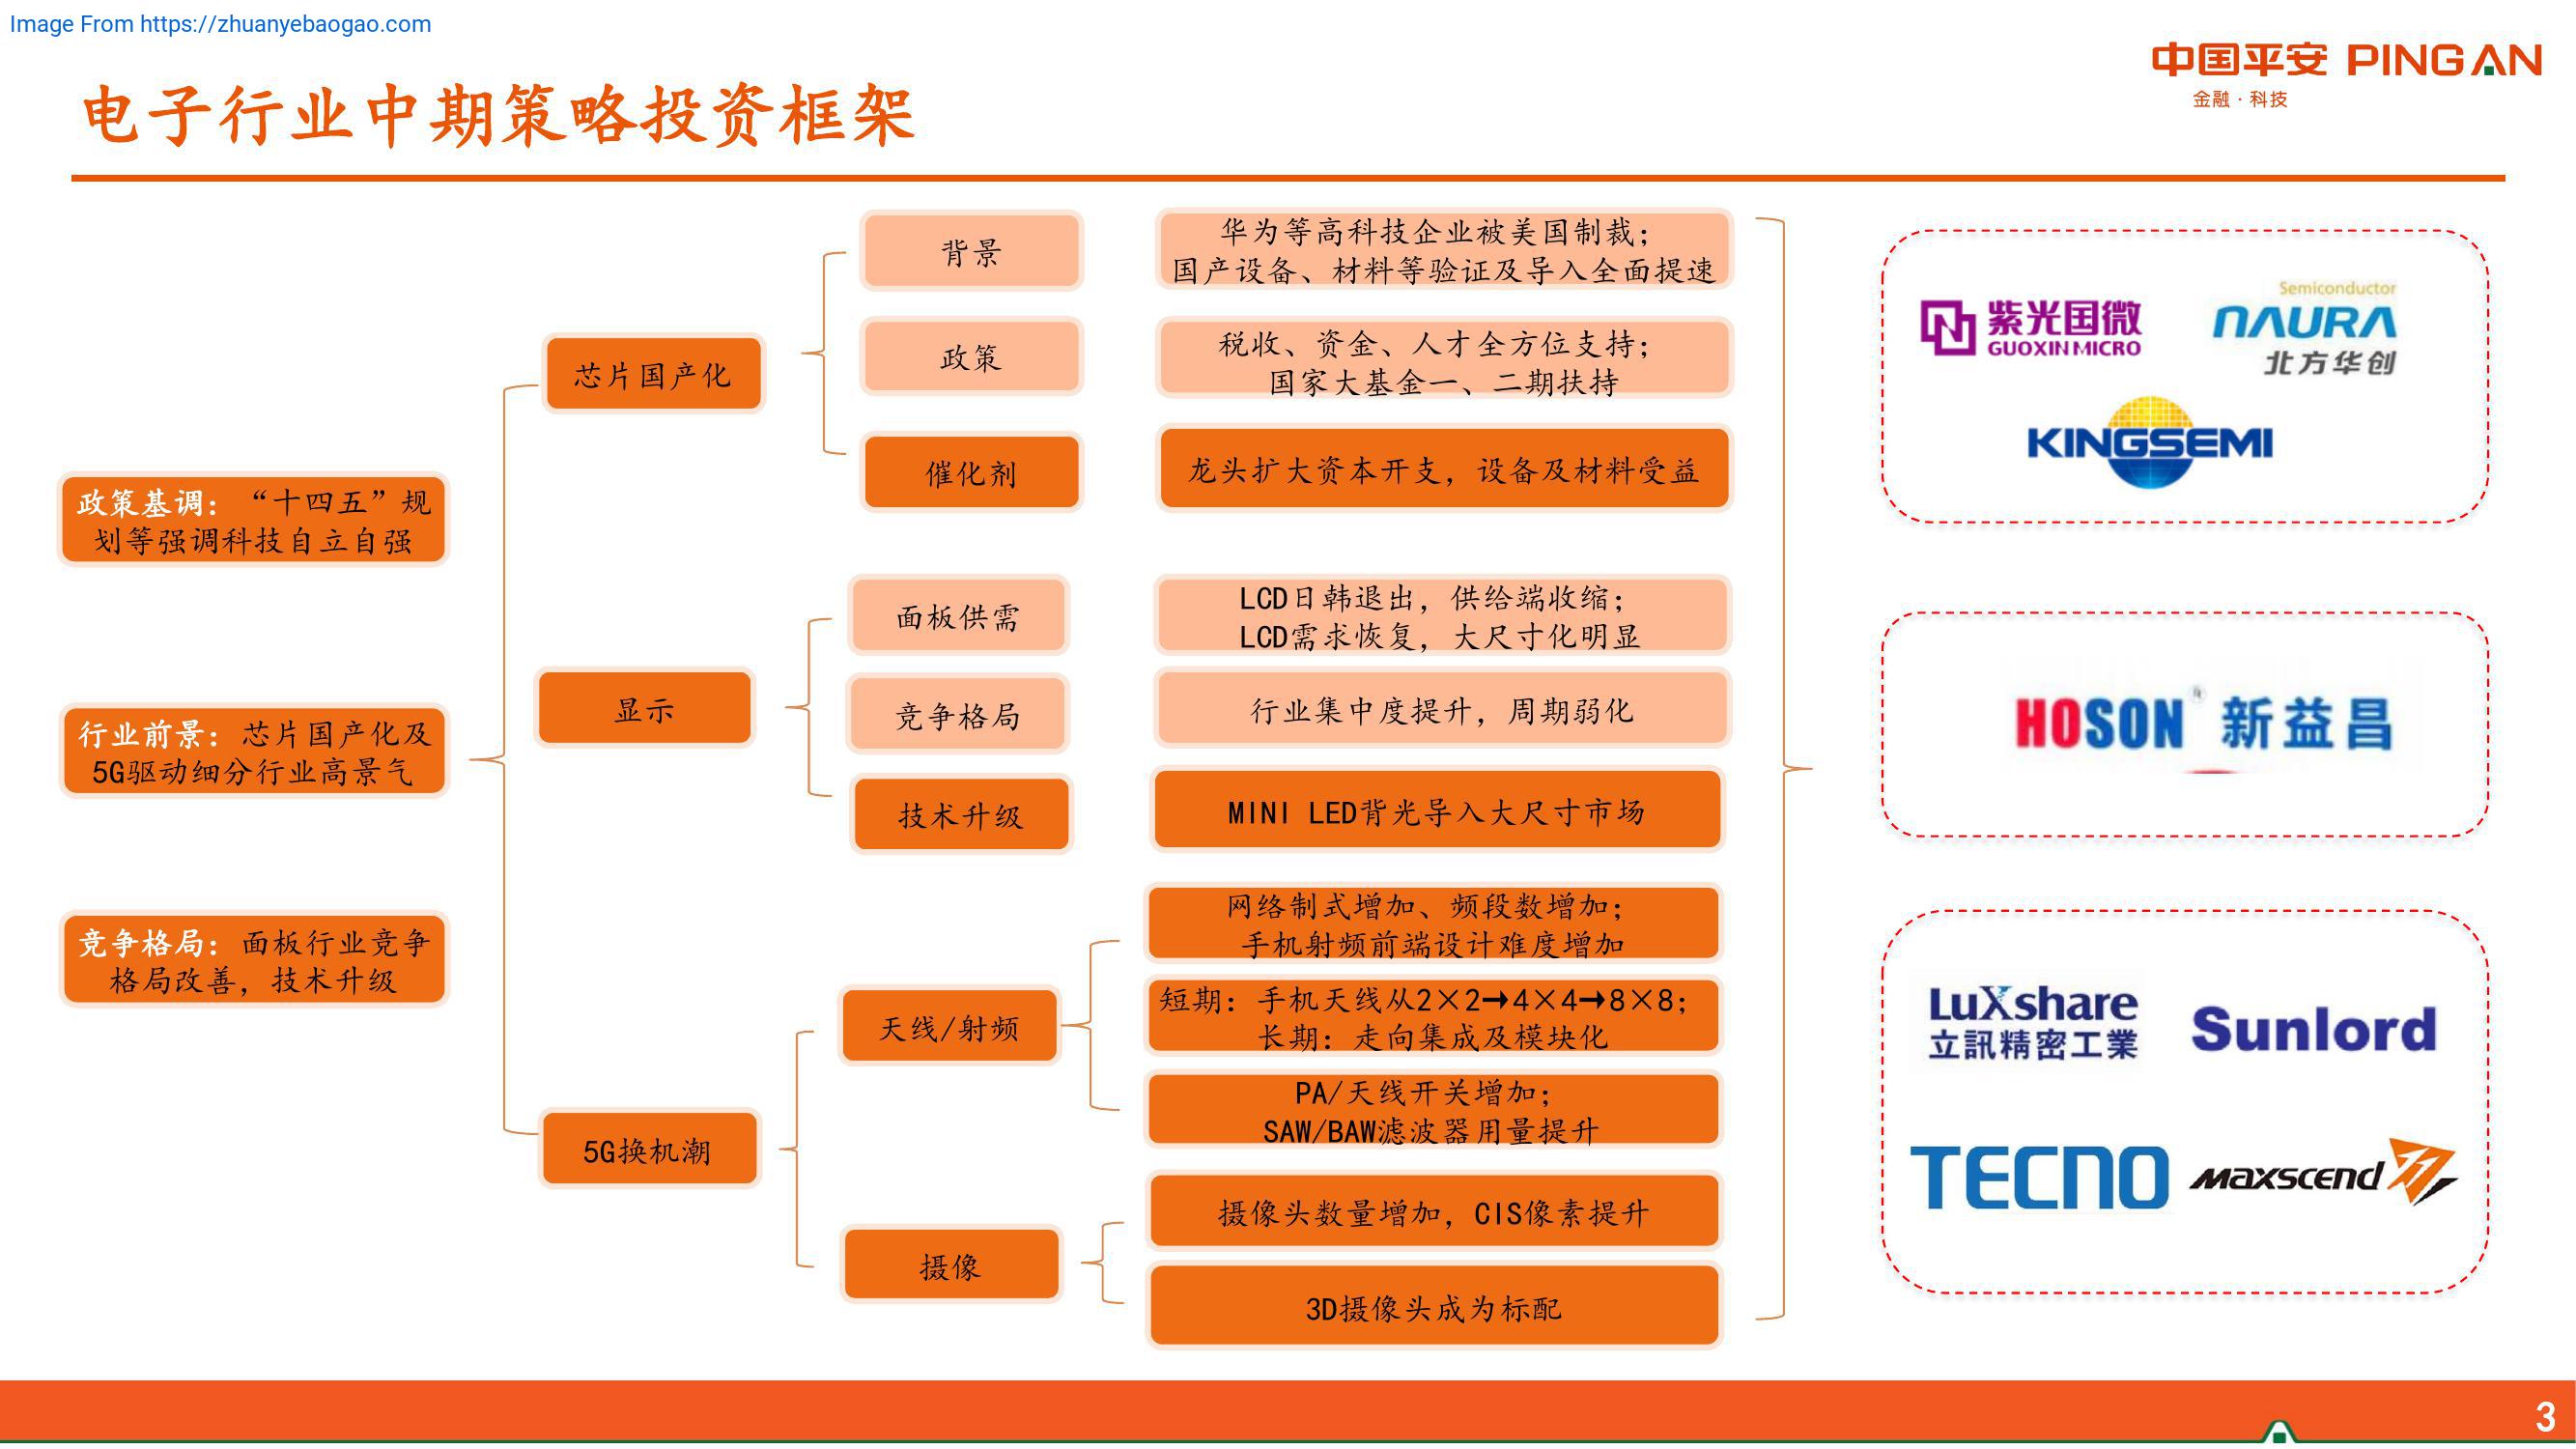 Image From https://zhuanyebaogao.com
中国平安 PINGAN
金融·科技
电子行业中期策略投资框架
政策基调：“十四五”规
划等强调科技自立自强
行业前景：芯片国产化及
5G驱动细分行业高景气
竞争格局：面板行业竞争
格局改善，技术升级
芯片国产化
背景
华为等高科技企业被美国制裁；
国产设备、材料等验证及导入全面提速
政策
税收、资金、人才全方位支持；
国家大基金一、二期扶持
催化剂
龙头扩大资本开支，设备及材料受益
显示
面板供需
LCD日韩退出，供给端收缩；
LCD需求恢复，大尺寸化明显
竞争格局
行业集中度提升，周期弱化
技术升级
MINI LED背光导入大尺寸市场
5G换机潮
天线/射频
网络制式增加、频段数增加；
手机射频前端设计难度增加
短期：手机天线从2×2→4×4→8×8；
长期：走向集成及模块化
PA/天线开关增加；
SAW/BAW滤波器用量提升
摄像
摄像头数量增加，CIS像素提升
3D摄像头成为标配
紫光国微
GUOXIN MICRO
Semiconductor
NAURA
北方华创
KINGSEMI
HOSON® 新益昌
Luxshare
立訊精密工業
Sunlord
TECNO
maxscend
3